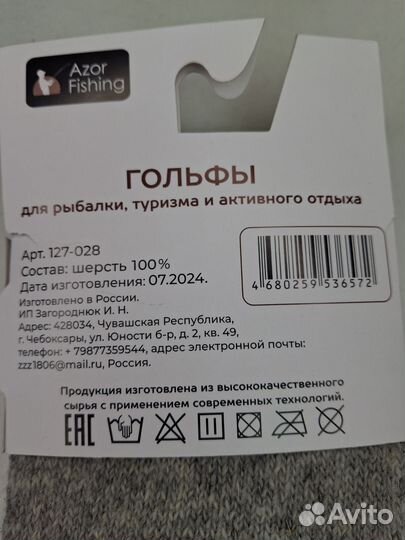 Azor
Fishing
ГОЛЬФЫ
для рыбалки, туризма и активного отдыха
Арт. 127-028
Состав: шерсть 100%
Дата изготовления: 07.2024.
Изготовлено в России.
ИП Загороднюк И. Н.
Адрес: 428034, Чувашская Республика,
г. Чебоксары, ул. Юности б-р, д. 2, кв. 49,
телефон: + 79877359544, адрес электронной почты:
zzz1806@mail.ru, Россия.
4 680259 536572
Продукция изготовлена из высококачественного
сырья с применением современных технологий.
EAC
Avito